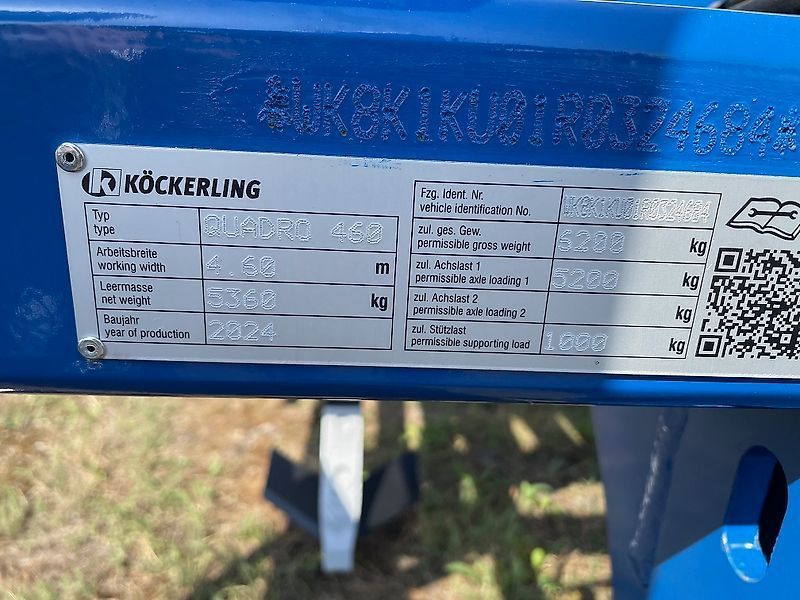 *WK8K1KU01R0324684*
KÖCKERLING
Typ
type
QUADRO 460
Arbeitsbreite
working width
4.60 m
Leermasse
net weight
5360 kg
Baujahr
year of production
2024
Fzg. Ident. Nr.
vehicle identification No.
WK8K1KU01R0324684
zul. ges. Gew.
permissible gross weight
6200 kg
zul. Achslast 1
permissible axle loading 1
5200 kg
zul. Achslast 2
permissible axle loading 2
kg
zul. Stützlast
permissible supporting load
1000 kg